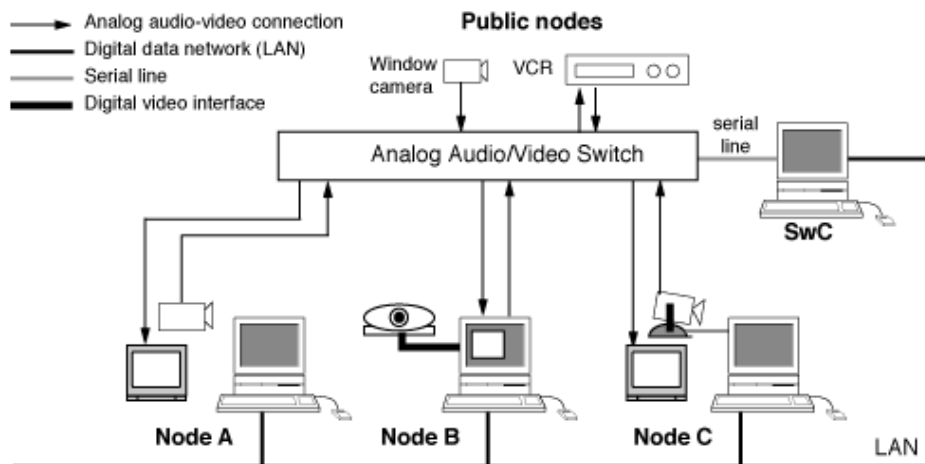 Analog audio-video connection
Digital data network (LAN)
Serial line
Digital video interface
Public nodes
Window
camera
VCR
Analog Audio/Video Switch
serial
line
SwC
Node A
Node B
Node C
LAN